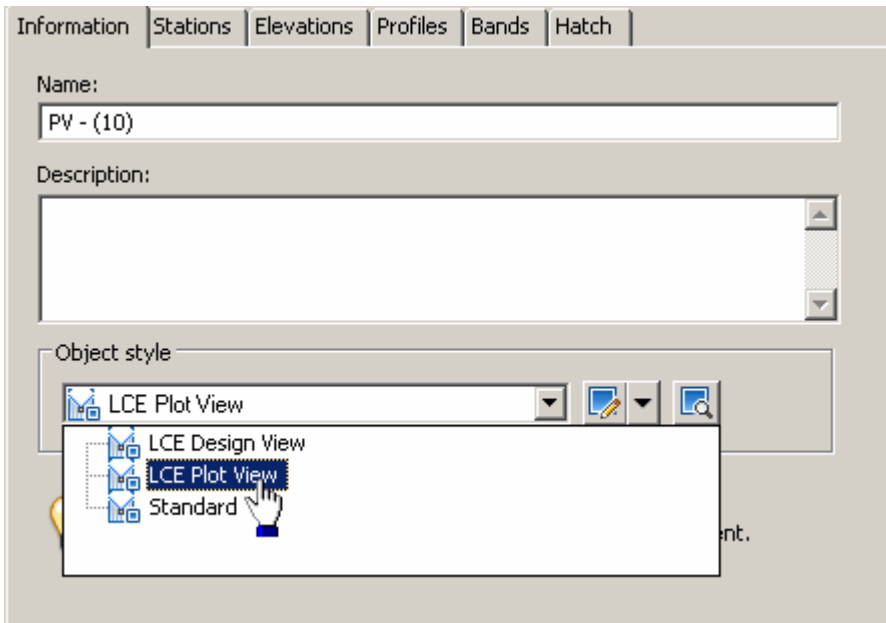 Information Stations Elevations Profiles Bands Hatch
Name:
PV - (10)
Description:
Object style
LCE Plot View
LCE Design View
LCE Plot View
Standard